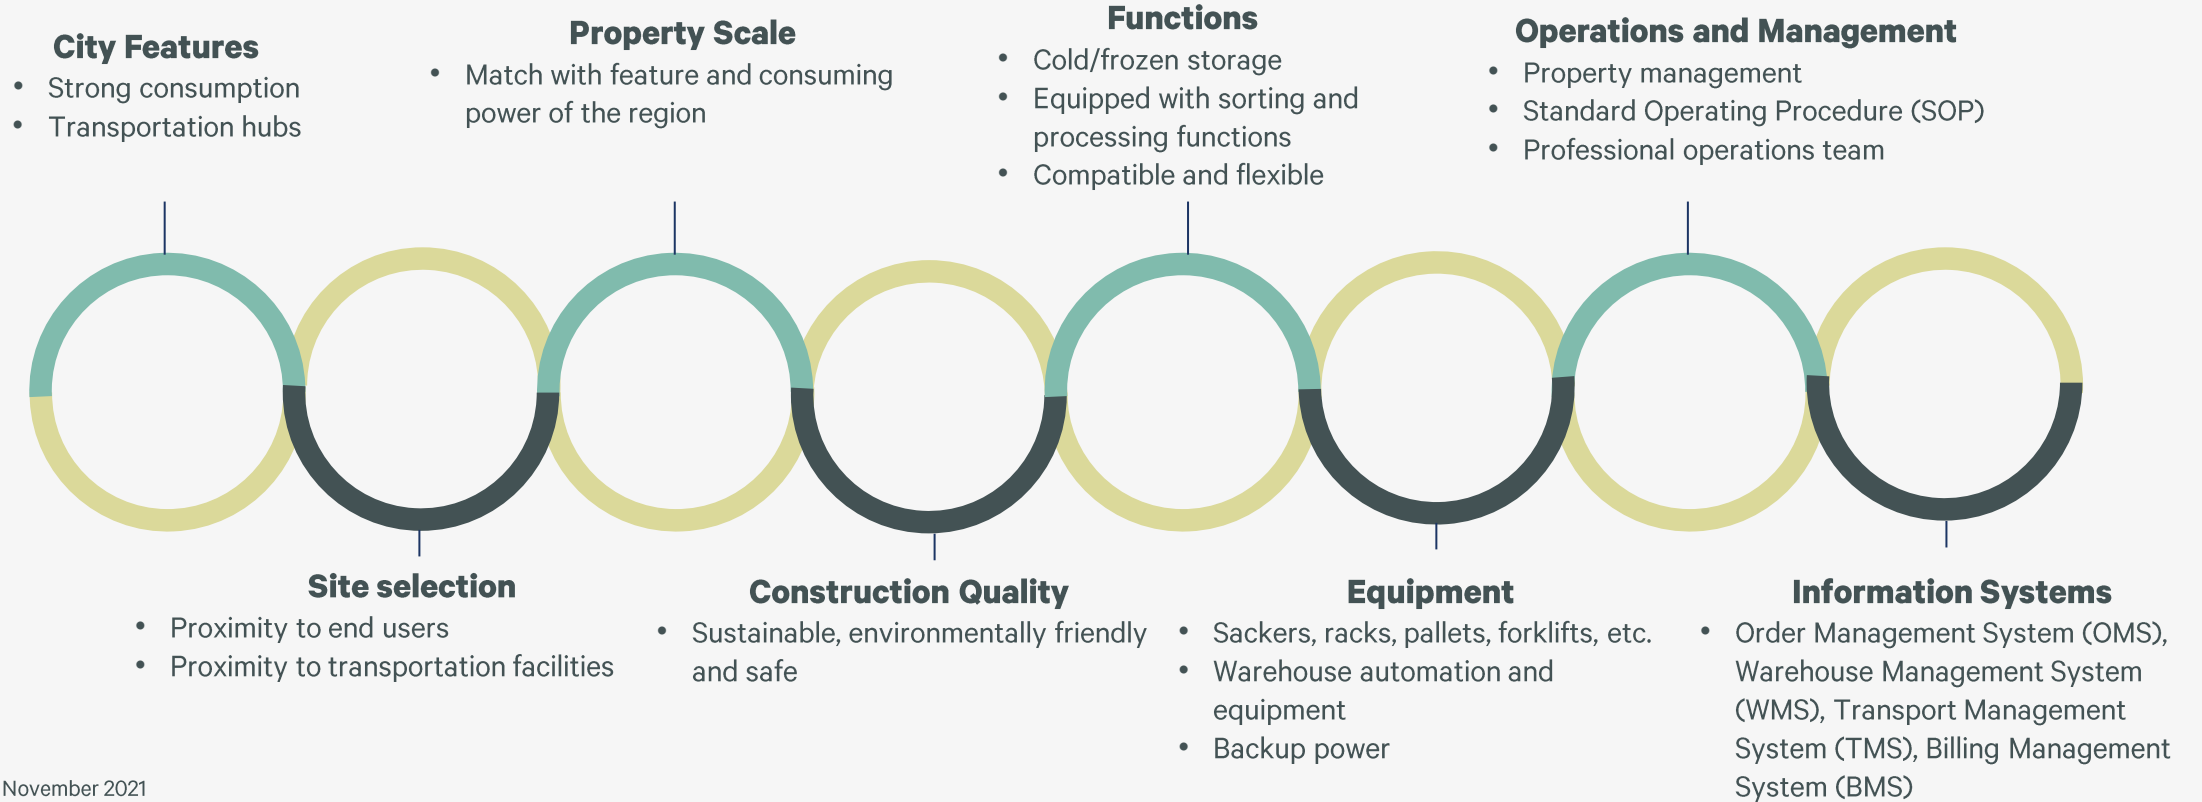 City Features
• Strong consumption
• Transportation hubs
Property Scale
• Match with feature and consuming
power of the region
Functions
• Cold/frozen storage
• Equipped with sorting and
processing functions
• Compatible and flexible
Operations and Management
• Property management
• Standard Operating Procedure (SOP)
• Professional operations team
Site selection
• Proximity to end users
• Proximity to transportation facilities
Construction Quality
• Sustainable, environmentally friendly
and safe
Equipment
• Sackers, racks, pallets, forklifts, etc.
• Warehouse automation and
equipment
• Backup power
Information Systems
• Order Management System (OMS),
Warehouse Management System
(WMS), Transport Management
System (TMS), Billing Management
System (BMS)
November 2021